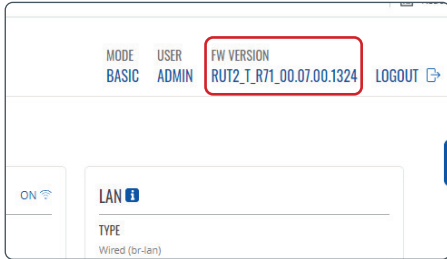 MODE USER FW VERSION
BASIC ADMIN RUT2_T_R71_00.07.00.1324 LOGOUT
ON LAN i
TYPE
Wired (br-lan)